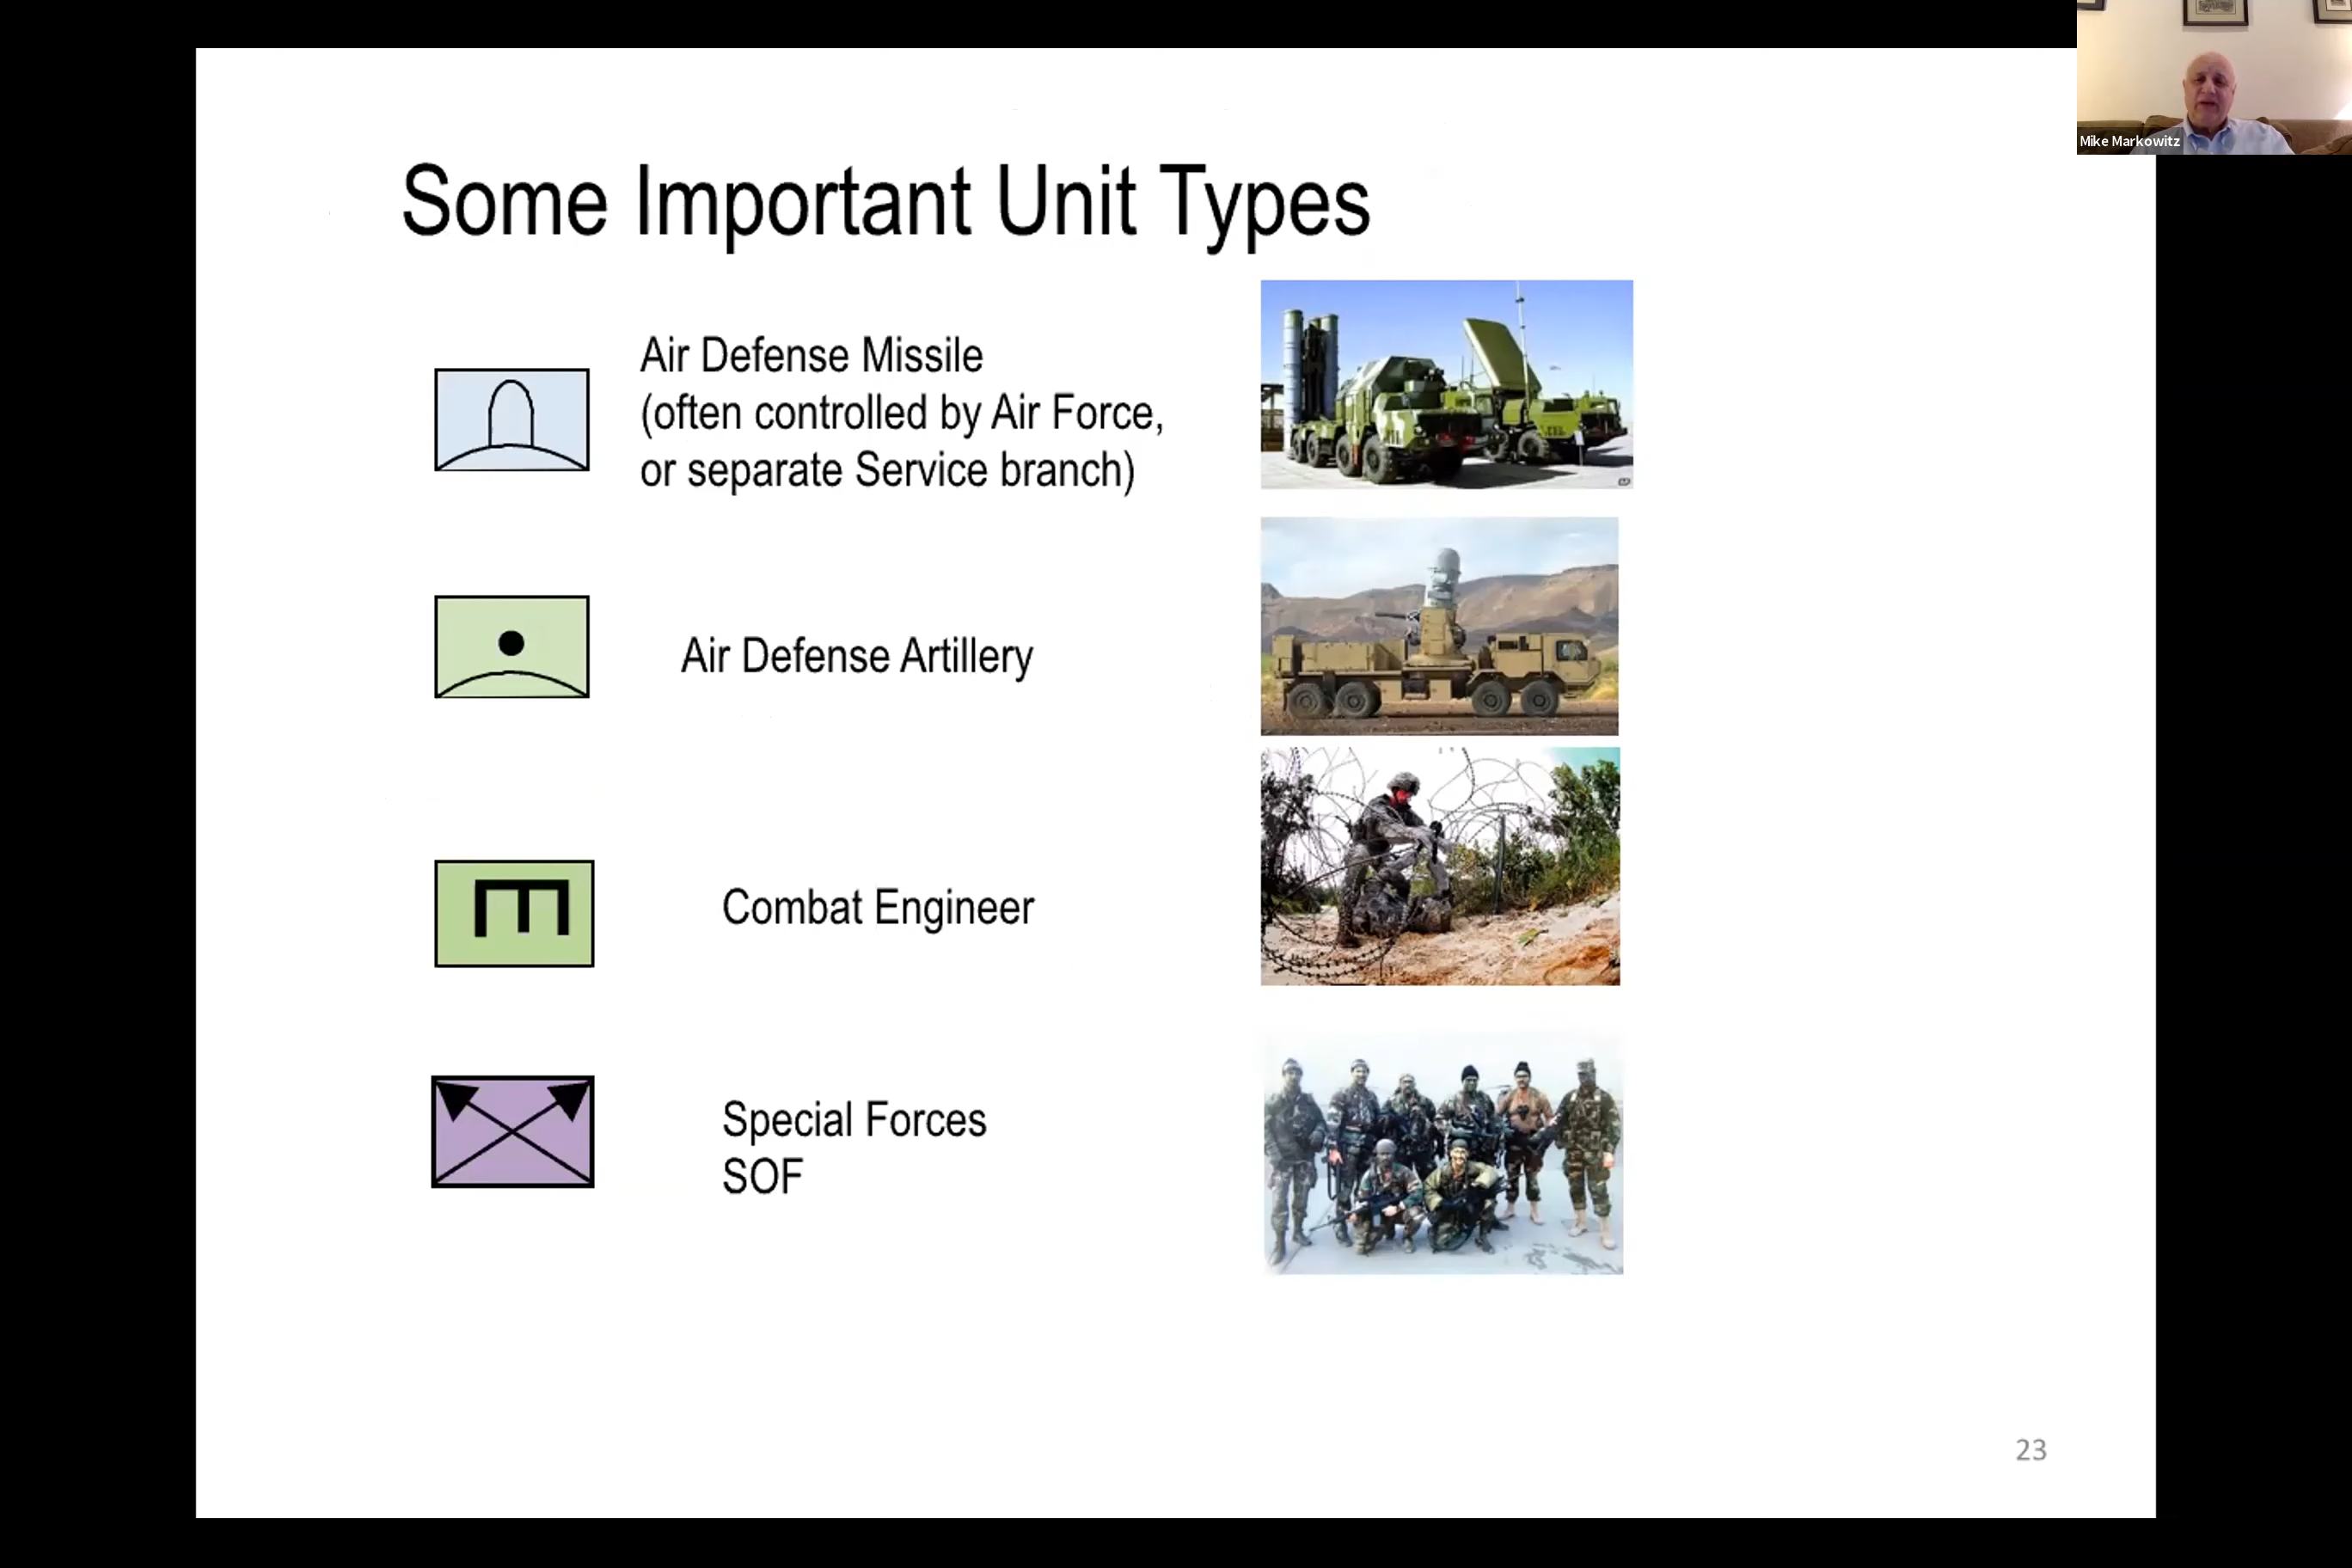 Mike Markowitz
Some Important Unit Types
Air Defense Missile
(often controlled by Air Force,
or separate Service branch)
Air Defense Artillery
E
Combat Engineer
Special Forces
SOF
23